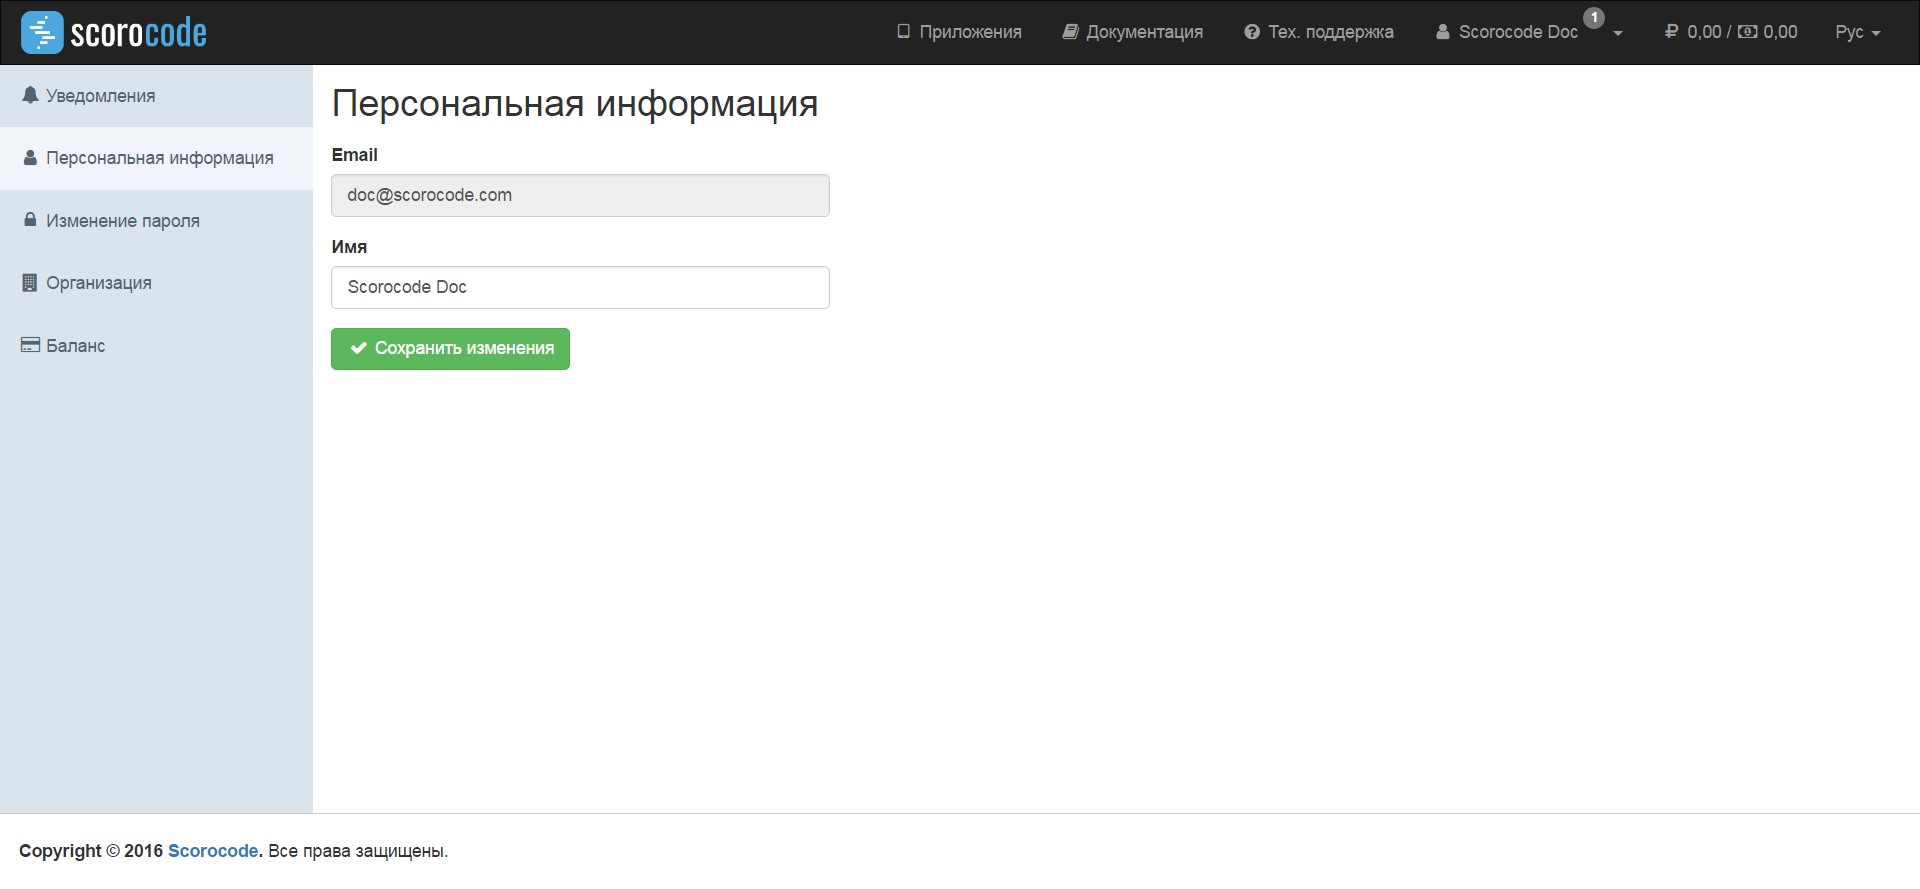 scorocode
Приложения
Документация
Тех. поддержка
Scorocode Doc 1
0,00 / 0,00
Рус
Уведомления
Персональная информация
Изменение пароля
Организация
Баланс
Персональная информация
Email
doc@scorocode.com
Имя
Scorocode Doc
Сохранить изменения
Copyright © 2016 Scorocode. Все права защищены.